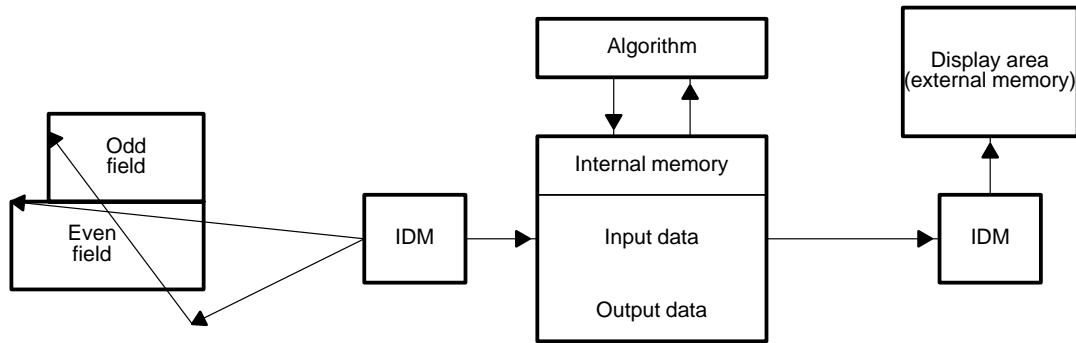 Odd
field
Even
field
IDM
Algorithm
Internal memory
Input data
Output data
IDM
Display area
(external memory)